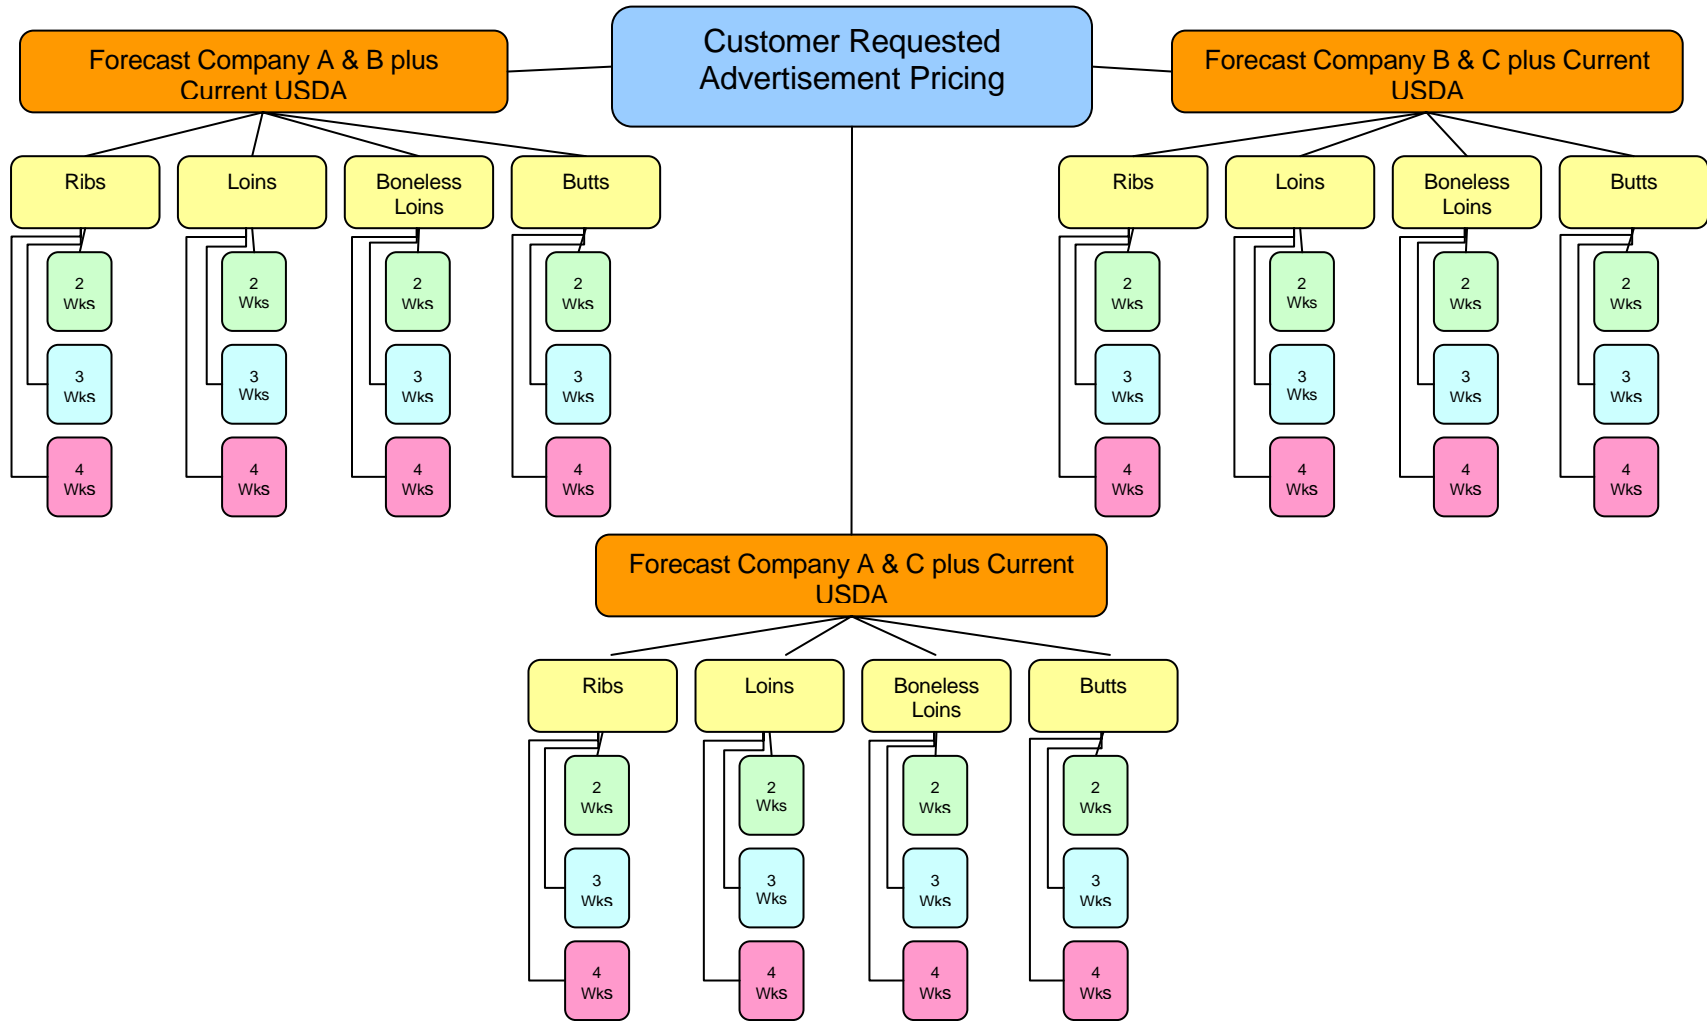 Customer Requested
Advertisement Pricing
Forecast Company A & B plus
Current USDA
Forecast Company B & C plus Current
USDA
Ribs
Loins
Boneless
Loins
Butts
2
Wks
2
Wks
2
Wks
2
Wks
3
Wks
3
Wks
3
Wks
3
Wks
4
Wks
4
Wks
4
Wks
4
Wks
Ribs
Loins
Boneless
Loins
Butts
2
Wks
2
Wks
2
Wks
2
Wks
3
Wks
3
Wks
3
Wks
3
Wks
4
Wks
4
Wks
4
Wks
4
Wks
Forecast Company A & C plus Current
USDA
Ribs
Loins
Boneless
Loins
Butts
2
Wks
2
Wks
2
Wks
2
Wks
3
Wks
3
Wks
3
Wks
3
Wks
4
Wks
4
Wks
4
Wks
4
Wks